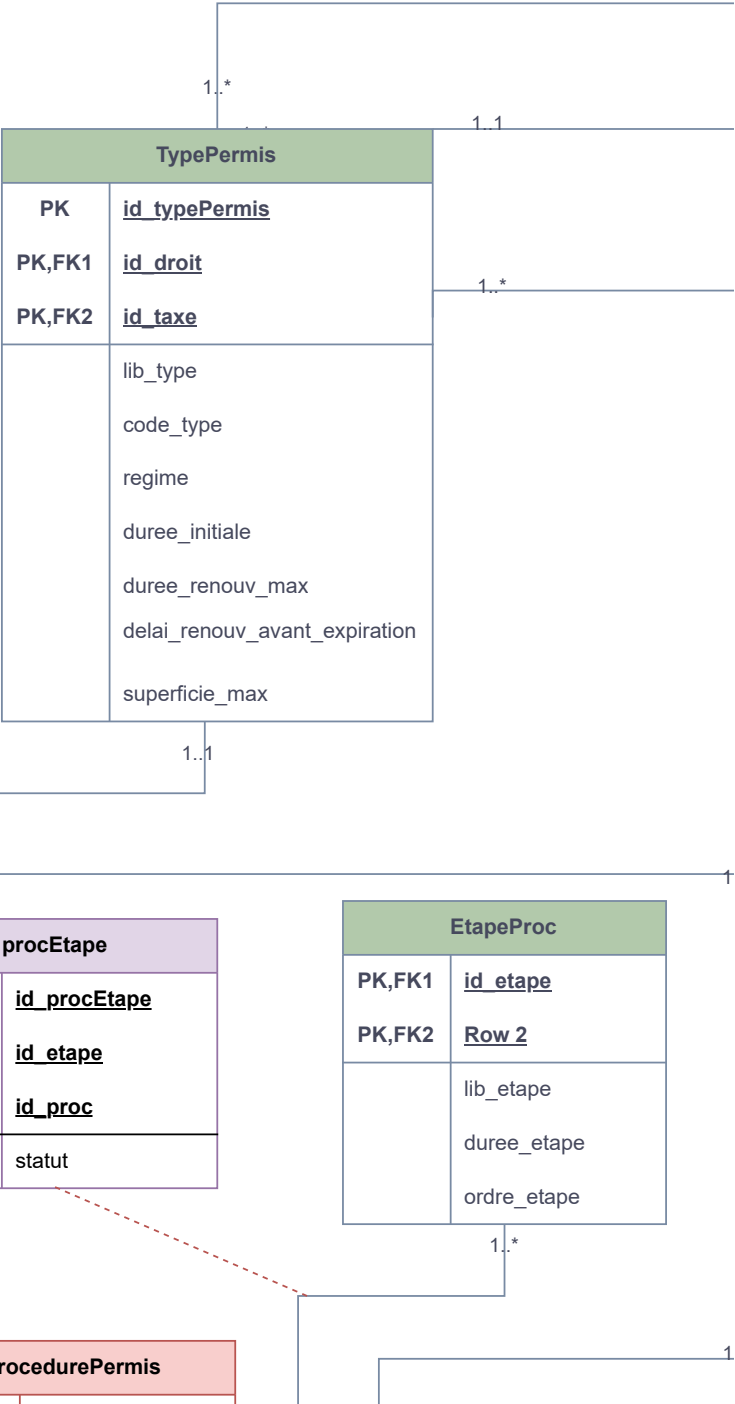 1..*
1..1
TypePermis
PK id_typePermis
PK,FK1 id_droit
1..*
PK,FK2 id_taxe
lib_type
code_type
regime
duree_initiale
duree_renouv_max
delai_renouv_avant_expiration
superficie_max
1..1
1
procEtape
id_procEtape
id_etape
id_proc
statut
EtapeProc
PK,FK1 id_etape
PK,FK2 Row 2
lib_etape
duree_etape
ordre_etape
1..*
1
rocedurePermis